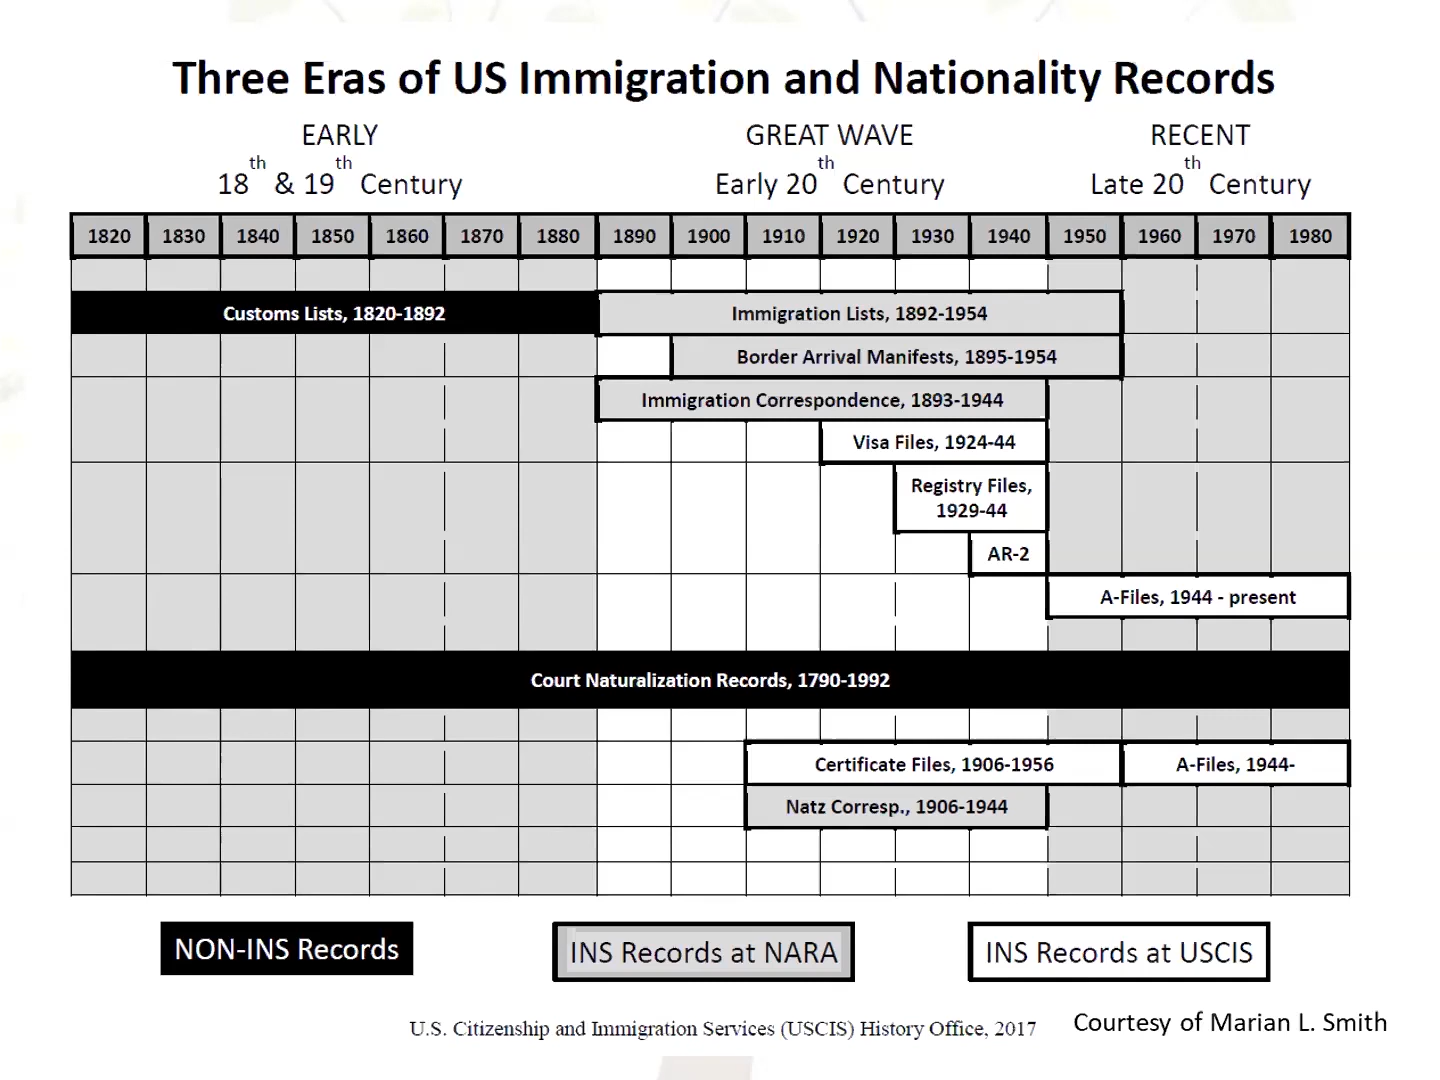 Three Eras of US Immigration and Nationality Records
EARLY
18th & 19th Century
GREAT WAVE
Early 20th Century
RECENT
Late 20th Century
1820 1830 1840 1850 1860 1870 1880 1890 1900 1910 1920 1930 1940 1950 1960 1970 1980
Customs Lists, 1820-1892
Immigration Lists, 1892-1954
Border Arrival Manifests, 1895-1954
Immigration Correspondence, 1893-1944
Visa Files, 1924-44
Registry Files,
1929-44
AR-2
A-Files, 1944 - present
Court Naturalization Records, 1790-1992
Certificate Files, 1906-1956
A-Files, 1944-
Natz Corresp., 1906-1944
NON-INS Records
INS Records at NARA
INS Records at USCIS
U.S. Citizenship and Immigration Services (USCIS) History Office, 2017
Courtesy of Marian L. Smith